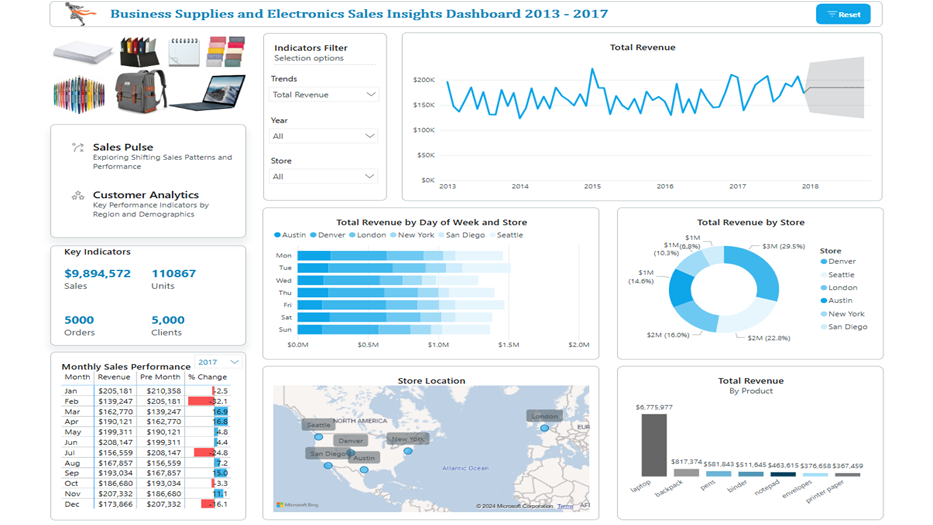 Business Supplies and Electronics Sales Insights Dashboard 2013 - 2017
Reset
Sales Pulse
Exploring Shifting Sales Patterns and
Performance
Customer Analytics
Key Performance Indicators by
Region and Demographics
Key Indicators
$9,894,572 110867
Sales Units
5000 5,000
Orders Clients
Monthly Sales Performance 2017
Month Revenue Pre Month % Change
Jan $205,181 $210,358 -2.5
Feb $139,247 $205,181 -32.1
Mar $162,770 $139,247 16.9
Apr $190,121 $162,770 16.8
May $199,311 $190,121 4.8
Jun $208,147 $199,311 4.4
Jul $156,559 $208,147 -24.8
Aug $167,857 $156,559 7.2
Sep $193,034 $167,857 15.0
Oct $186,680 $193,034 -3.3
Nov $207,332 $186,680 11.1
Dec $173,866 $207,332 -16.1
Indicators Filter
Selection options
Trends
Total Revenue
Year
All
Store
All
Total Revenue
$200K
$150K
$100K
$50K
$0K
2013 2014 2015 2016 2017 2018
Total Revenue by Day of Week and Store
Austin Denver London New York San Diego Seattle
Mon
Tue
Wed
Thu
Fri
Sat
Sun
$0.0M $0.5M $1.0M $1.5M $2.0M
Total Revenue by Store
$3M (29.5%)
$2M (22.8%)
$2M (16.0%)
$1M
(14.6%)
$1M
(10.3%)
$1M
(6.8%)
Store
Denver
Seattle
London
Austin
New York
San Diego
Store Location
Seattle
NORTH AMERICA
Denver
New York
San Diego
Austin
London
EUR
Atlantic Ocean
AFI
Microsoft Bing
© 2024 Microsoft Corporation Terms
Total Revenue
By Product
$6,775,977
$817,374
$581,843
$511,645
$463,615
$376,658
$367,459
laptop
backpack
pens
binder
notepad
envelopes
printer paper